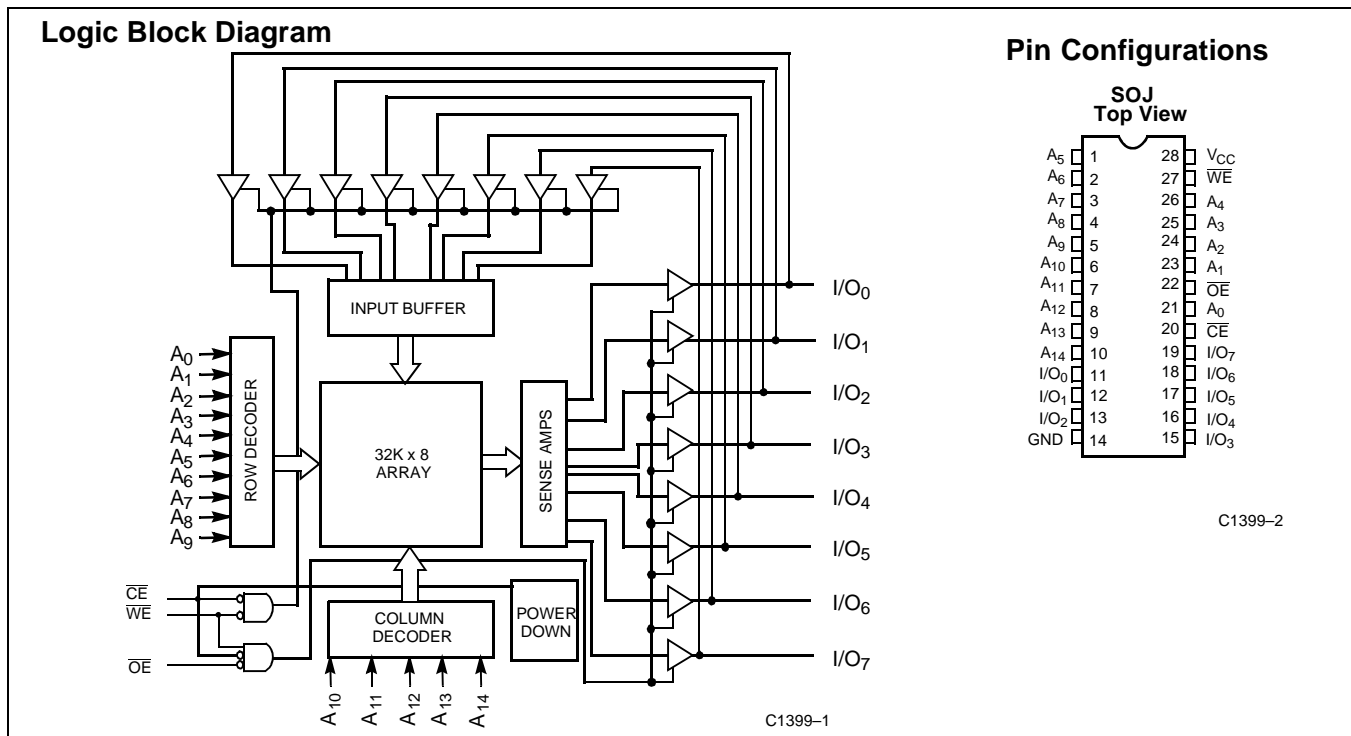 Logic Block Diagram
INPUT BUFFER
A0
A1
A2
A3
A4
A5
A6
A7
A8
A9
ROW DECODER
32K x 8
ARRAY
SENSE AMPS
I/O0
I/O1
I/O2
I/O3
I/O4
I/O5
I/O6
I/O7
CE
WE
OE
COLUMN
DECODER
POWER
DOWN
A10
A11
A12
A13
A14
C1399–1
Pin Configurations
SOJ
Top View
A5 1 28 VCC
A6 2 27 WE
A7 3 26 A4
A8 4 25 A3
A9 5 24 A2
A10 6 23 A1
A11 7 22 OE
A12 8 21 A0
A13 9 20 CE
A14 10 19 I/O7
I/O0 11 18 I/O6
I/O1 12 17 I/O5
I/O2 13 16 I/O4
GND 14 15 I/O3
C1399–2